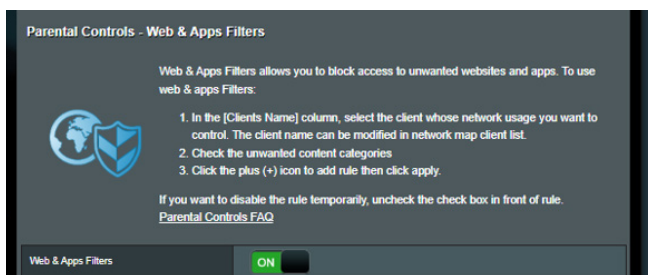 Parental Controls - Web & Apps Filters
Web & Apps Filters allows you to block access to unwanted websites and apps. To use
web & apps Filters:
1. In the [Clients Name] column, select the client whose network usage you want to
control. The client name can be modified in network map client list.
2. Check the unwanted content categories
3. Click the plus (+) icon to add rule then click apply.
If you want to disable the rule temporarily, uncheck the check box in front of rule.
Parental Controls FAQ
Web & Apps Filters
ON